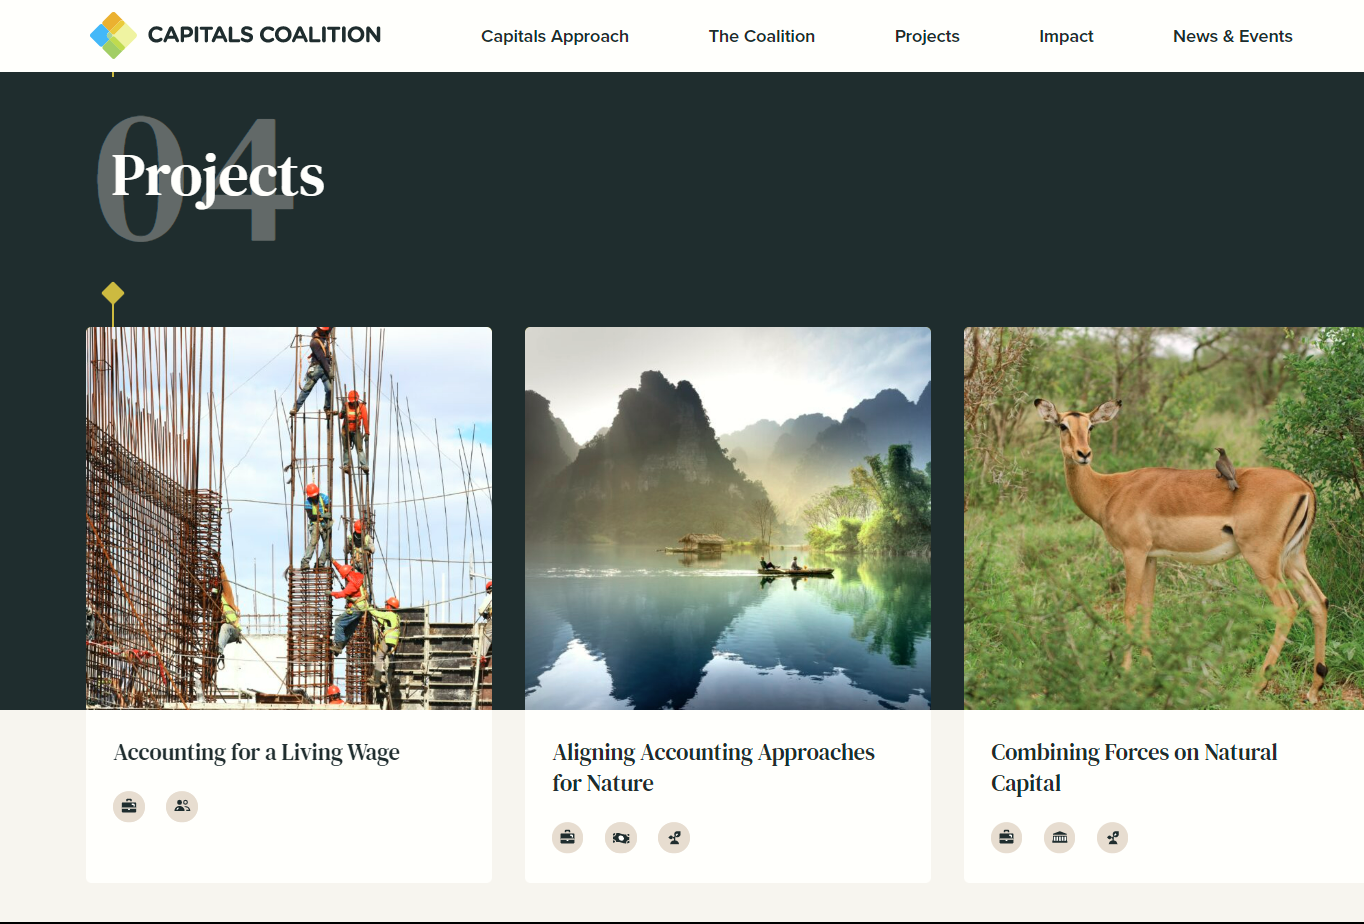 CAPITALS COALITION
Capitals Approach
The Coalition
Projects
Impact
News & Events
04
Projects
Accounting for a Living Wage
Aligning Accounting Approaches
for Nature
Combining Forces on Natural
Capital